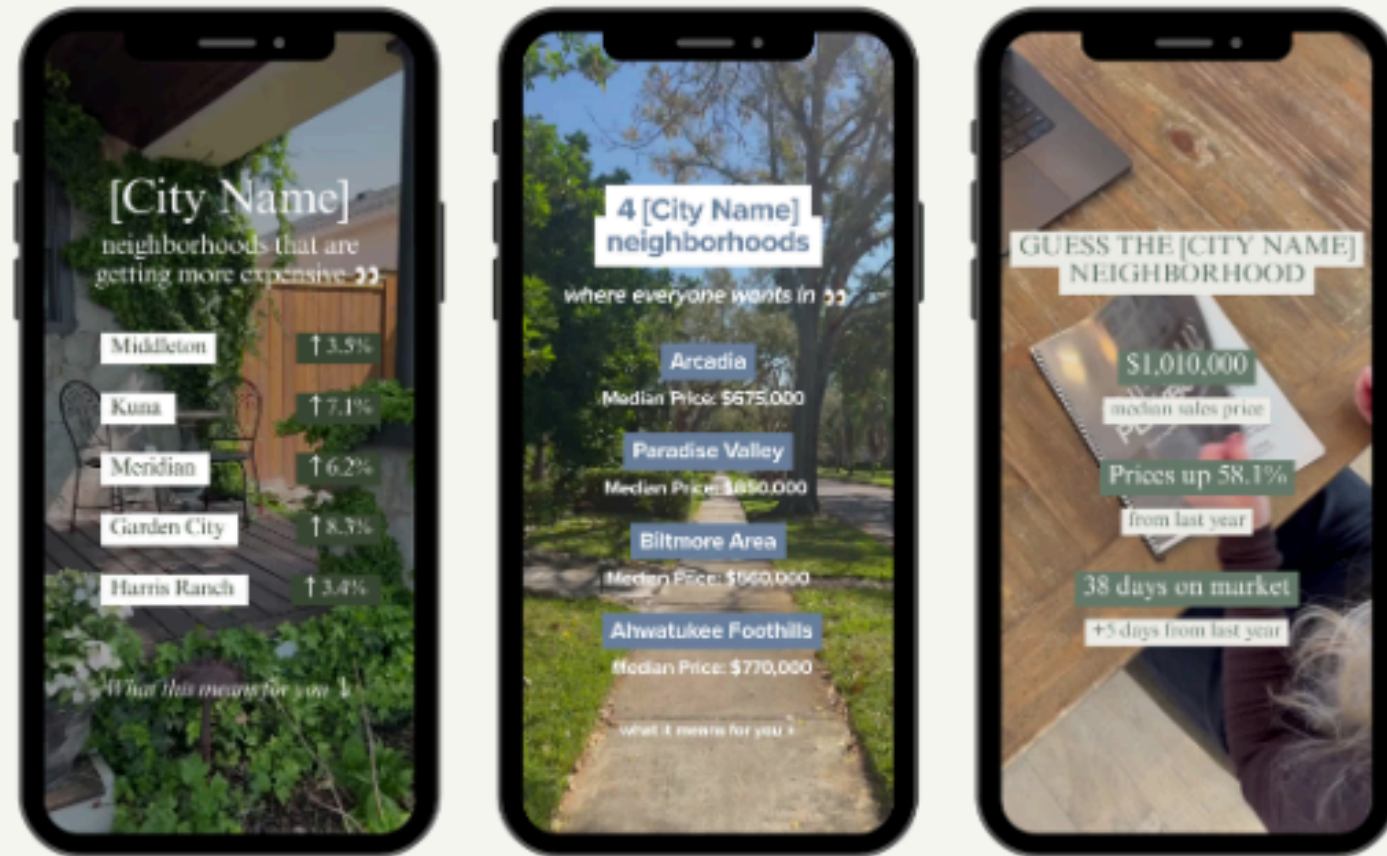 [City Name]
neighborhoods that are
getting more expensive 👀
Middleton ↑3.5%
Kuna ↑7.1%
Meridian ↑6.2%
Garden City ↑8.3%
Harris Ranch ↑3.4%
What this means for you ⤵
4 [City Name]
neighborhoods
where everyone wants in 👀
Arcadia
Median Price: $675,000
Paradise Valley
Median Price: $850,000
Biltmore Area
Median Price: $560,000
Ahwatukee Foothills
Median Price: $770,000
what it means for you ⤵
GUESS THE [CITY NAME]
NEIGHBORHOOD
$1,010,000
median sales price
Prices up 58.1%
from last year
38 days on market
+5 days from last year